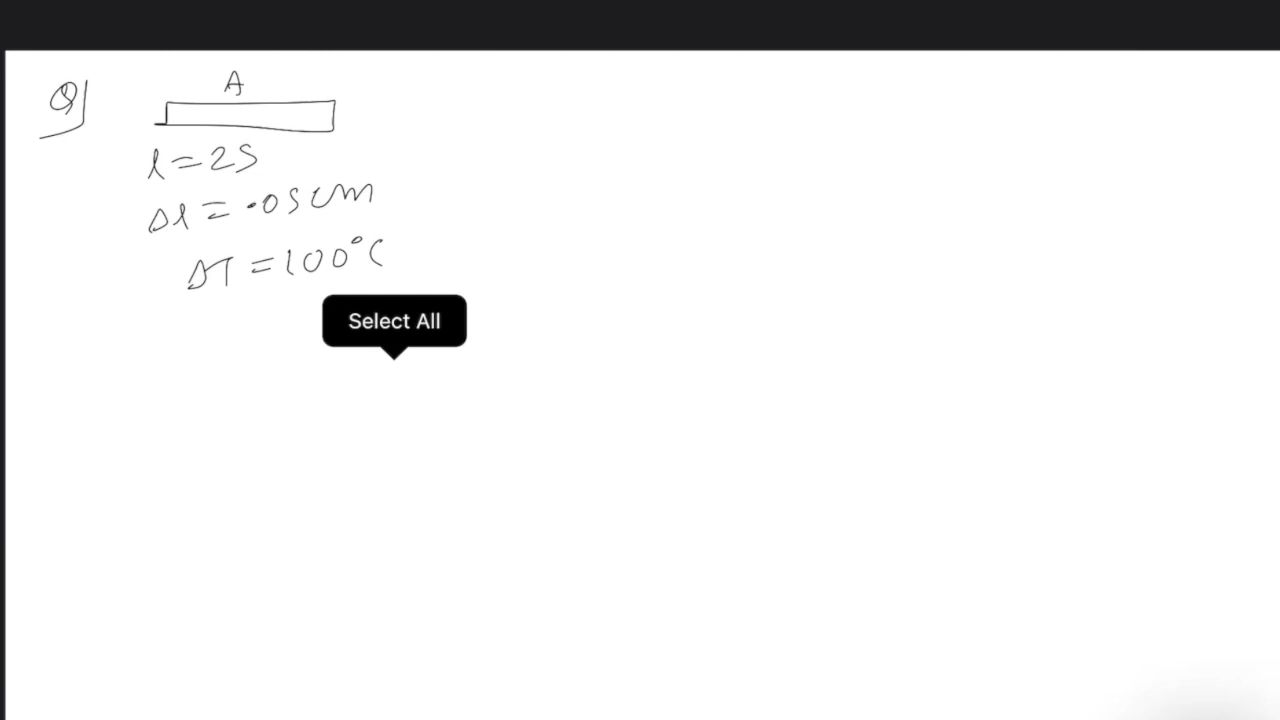 Q
A
l = 25
Δl = .05 cm
ΔT = 100°C
Select All